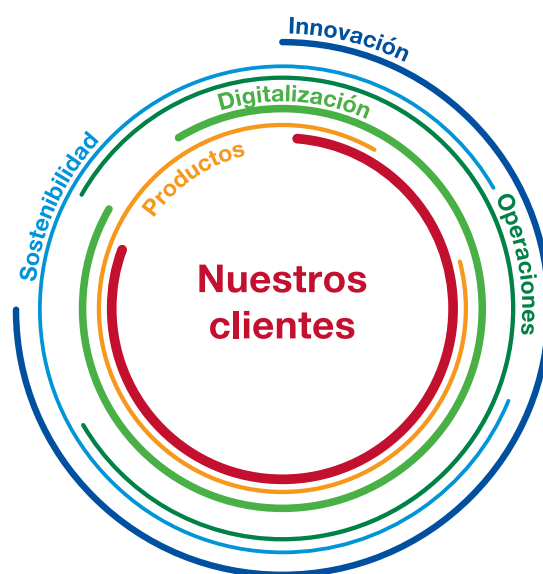 Innovación
Digitalización
Sostenibilidad
Productos
Operaciones
Nuestros
clientes